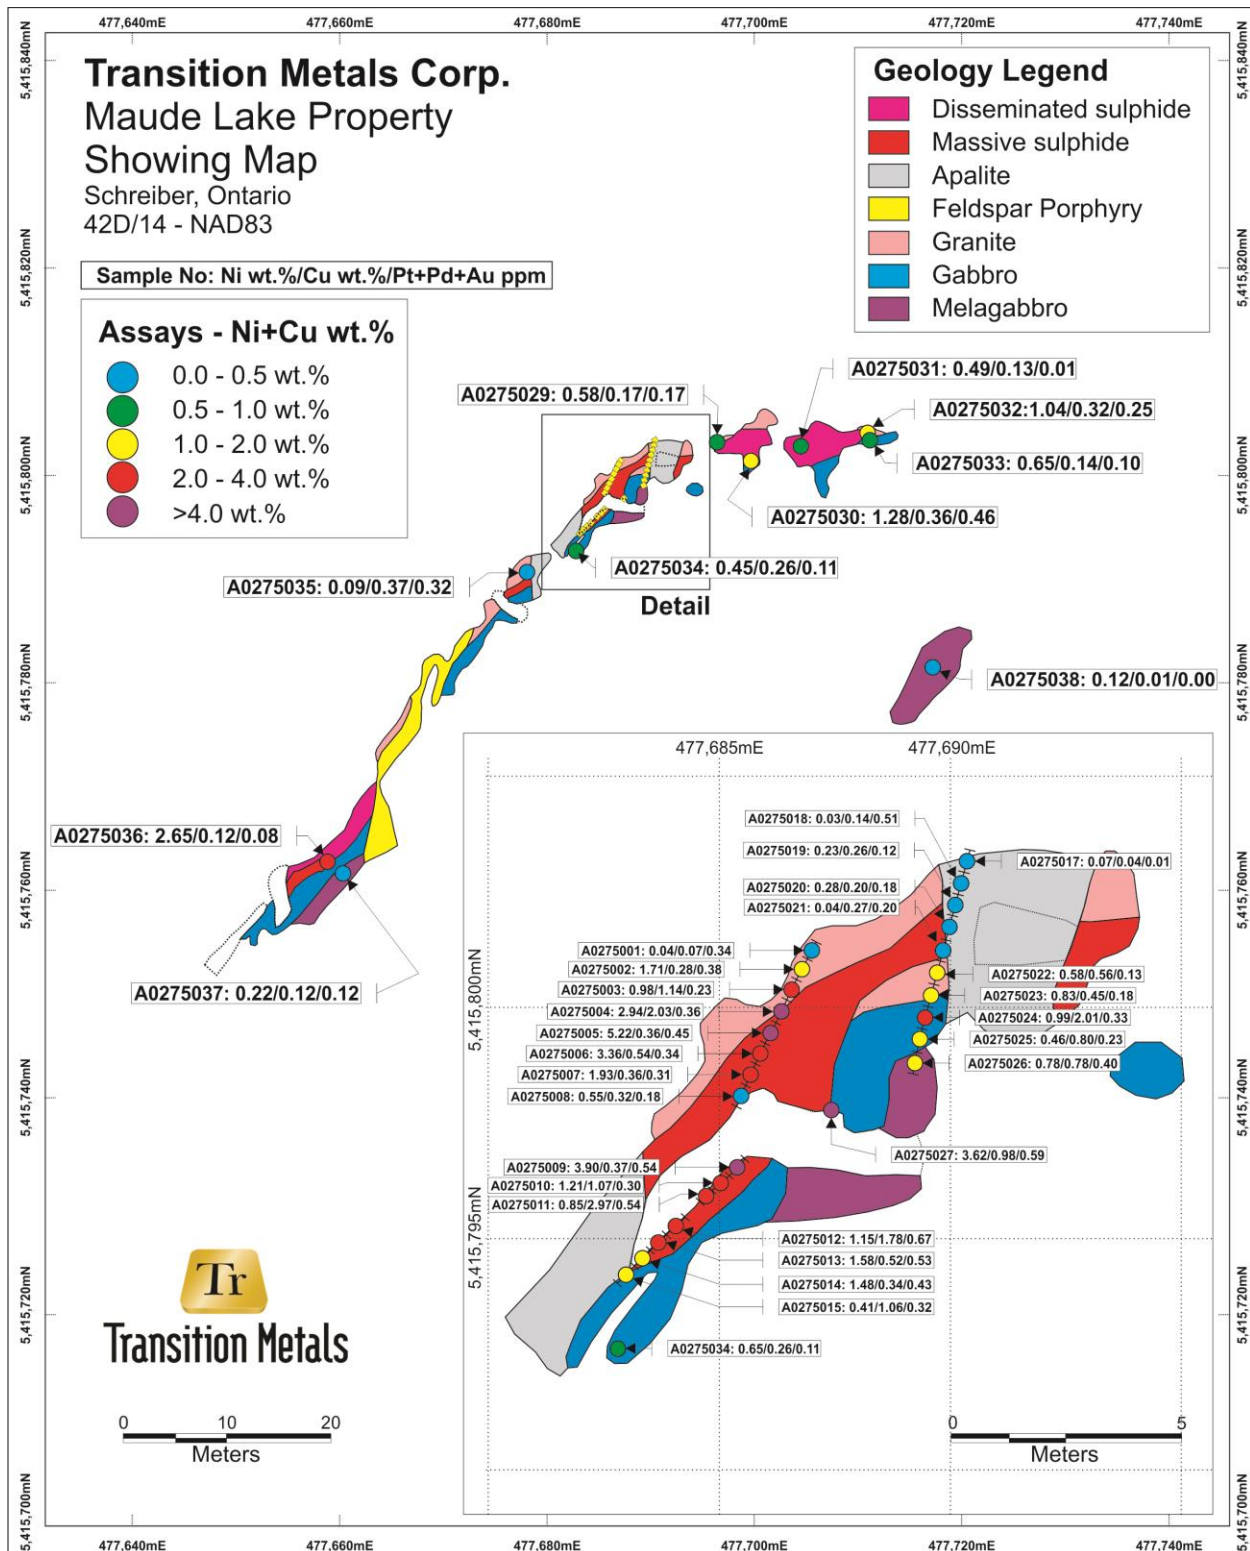 477,640mE 477,660mE 477,680mE 477,700mE 477,720mE 477,740mE
5,415,840mN
5,415,840mN
Transition Metals Corp.
Maude Lake Property
Showing Map
Schreiber, Ontario
42D/14 - NAD83
Geology Legend
Disseminated sulphide
Massive sulphide
Apalite
Feldspar Porphyry
Granite
Gabbro
Melagabbro
5,415,820mN
5,415,820mN
Sample No: Ni wt.%/Cu wt.%/Pt+Pd+Au ppm
Assays - Ni+Cu wt.%
0.0 - 0.5 wt.%
0.5 - 1.0 wt.%
1.0 - 2.0 wt.%
2.0 - 4.0 wt.%
>4.0 wt.%
A0275031: 0.49/0.13/0.01
A0275029: 0.58/0.17/0.17
A0275032:1.04/0.32/0.25
A0275033: 0.65/0.14/0.10
A0275030: 1.28/0.36/0.46
5,415,800mN
5,415,800mN
A0275034: 0.45/0.26/0.11
A0275035: 0.09/0.37/0.32
Detail
A0275038: 0.12/0.01/0.00
5,415,780mN
5,415,780mN
A0275036: 2.65/0.12/0.08
A0275037: 0.22/0.12/0.12
5,415,760mN
5,415,760mN
477,685mE 477,690mE
A0275018: 0.03/0.14/0.51
A0275019: 0.23/0.26/0.12
A0275017: 0.07/0.04/0.01
A0275020: 0.28/0.20/0.18
A0275021: 0.04/0.27/0.20
A0275001: 0.04/0.07/0.34
A0275002: 1.71/0.28/0.38
A0275003: 0.98/1.14/0.23
A0275004: 2.94/2.03/0.36
A0275005: 5.22/0.36/0.45
A0275006: 3.36/0.54/0.34
A0275007: 1.93/0.36/0.31
A0275008: 0.55/0.32/0.18
A0275022: 0.58/0.56/0.13
A0275023: 0.83/0.45/0.18
A0275024: 0.99/2.01/0.33
A0275025: 0.46/0.80/0.23
A0275026: 0.78/0.78/0.40
5,415,800mN
A0275027: 3.62/0.98/0.59
A0275009: 3.90/0.37/0.54
A0275010: 1.21/1.07/0.30
A0275011: 0.85/2.97/0.54
5,415,795mN
A0275012: 1.15/1.78/0.67
A0275013: 1.58/0.52/0.53
A0275014: 1.48/0.34/0.43
A0275015: 0.41/1.06/0.32
A0275034: 0.65/0.26/0.11
5,415,740mN
5,415,740mN
Tr
Transition Metals
5,415,720mN
5,415,720mN
0 10 20
Meters
0 5
Meters
5,415,700mN
5,415,700mN
477,640mE 477,660mE 477,680mE 477,700mE 477,720mE 477,740mE